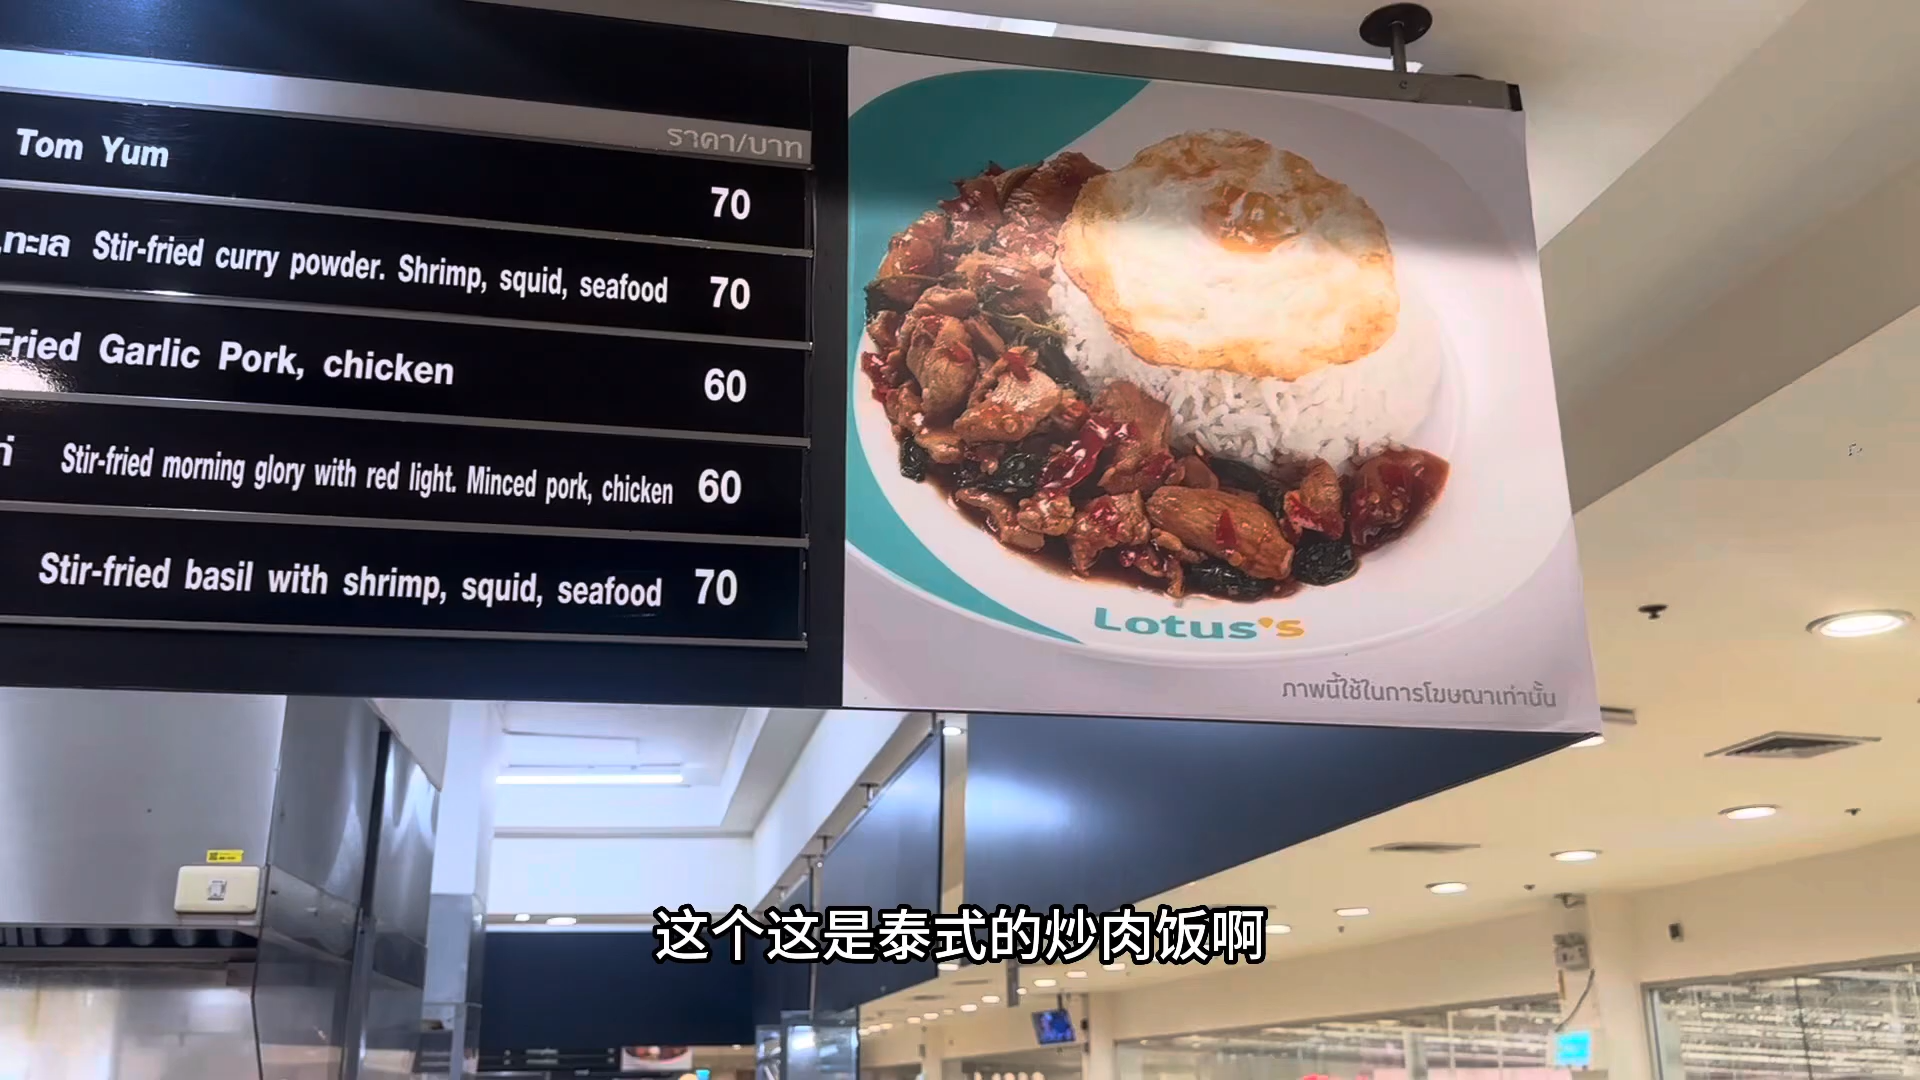 ราคา/บาท
Tom Yum 70
ทะเล Stir-fried curry powder. Shrimp, squid, seafood 70
Fried Garlic Pork, chicken 60
Stir-fried morning glory with red light. Minced pork, chicken 60
Stir-fried basil with shrimp, squid, seafood 70
Lotus's
ภาพนี้ใช้ในการโฆษณาเท่านั้น
这个这是泰式的炒肉饭啊